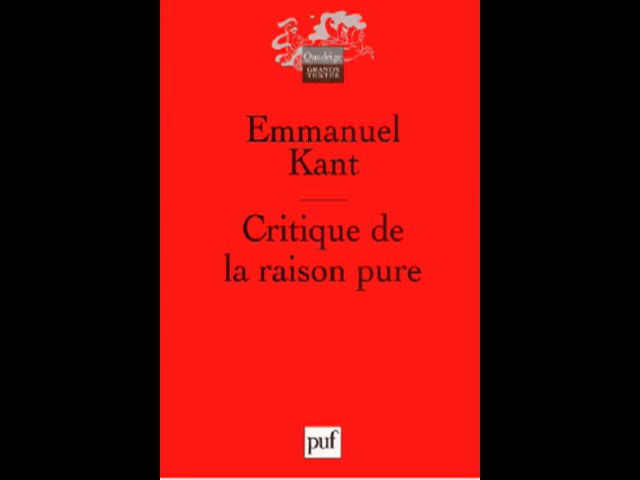 Quadrige
GRANDS
TEXTES
Emmanuel
Kant
Critique de
la raison pure
puf